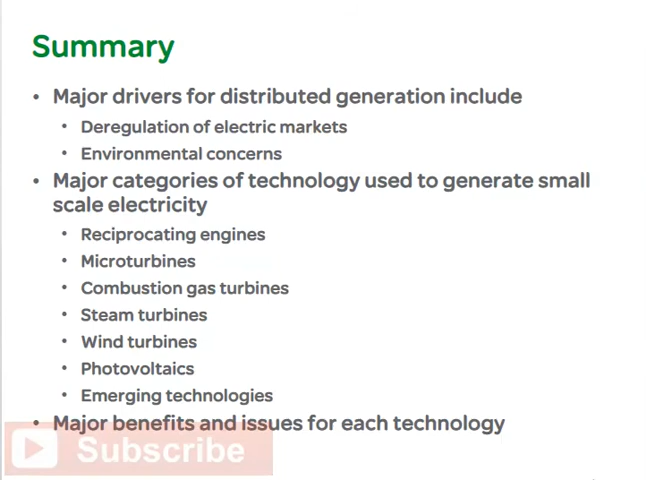 Summary
• Major drivers for distributed generation include
• Deregulation of electric markets
• Environmental concerns
• Major categories of technology used to generate small
scale electricity
• Reciprocating engines
• Microturbines
• Combustion gas turbines
• Steam turbines
• Wind turbines
• Photovoltaics
• Emerging technologies
• Major benefits and issues for each technology
Subscribe